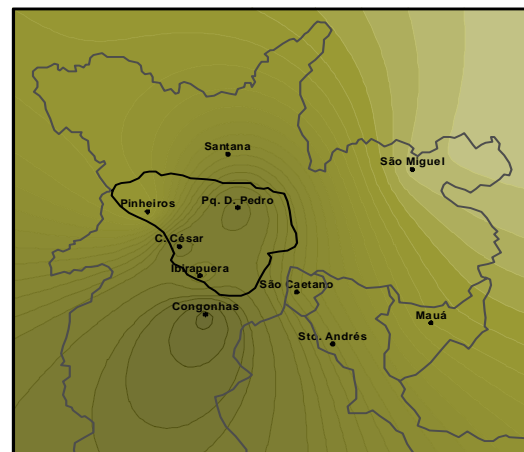 Santana
São Miguel
Pinheiros
Pq. D. Pedro
C. César
Ibirapuera
São Caetano
Congonhas
Mauá
Sto. Andrés